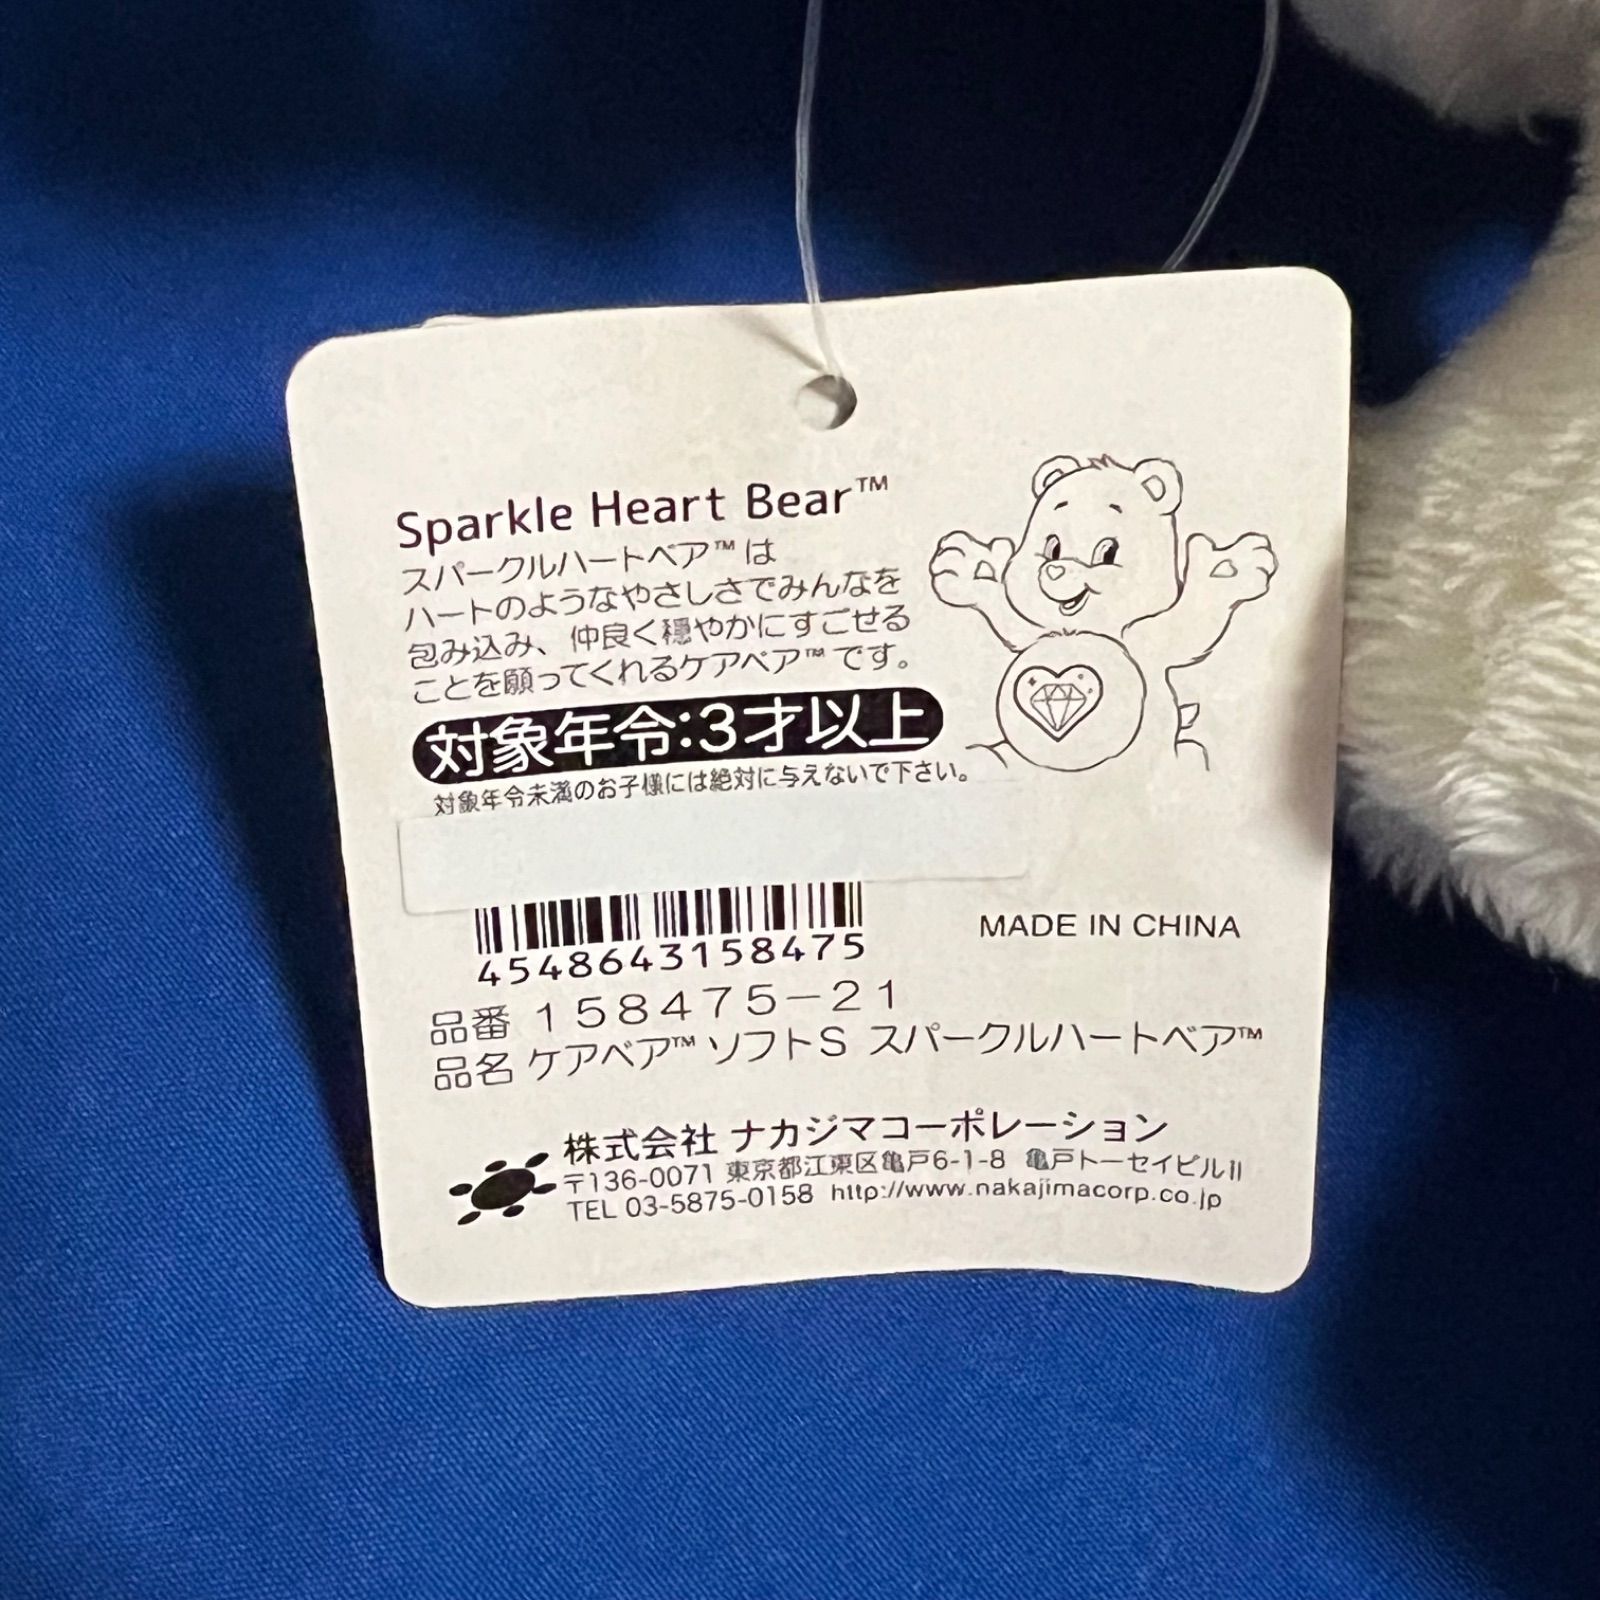 Sparkle Heart Bear™
スパークルハートベア™は
ハートのようなやさしさでみんなを
包み込み、仲良く穏やかにすごせる
ことを願ってくれるケアベア™です。
対象年令:3才以上
対象年令未満のお子様には絶対に与えないで下さい。
4548643158475
MADE IN CHINA
品番 158475-21
品名 ケアベア™ ソフトS スパークルハートベア™
株式会社 ナカジマコーポレーション
〒136-0071 東京都江東区亀戸6-1-8 亀戸トーセイビルII
TEL 03-5875-0158 http://www.nakajimacorp.co.jp